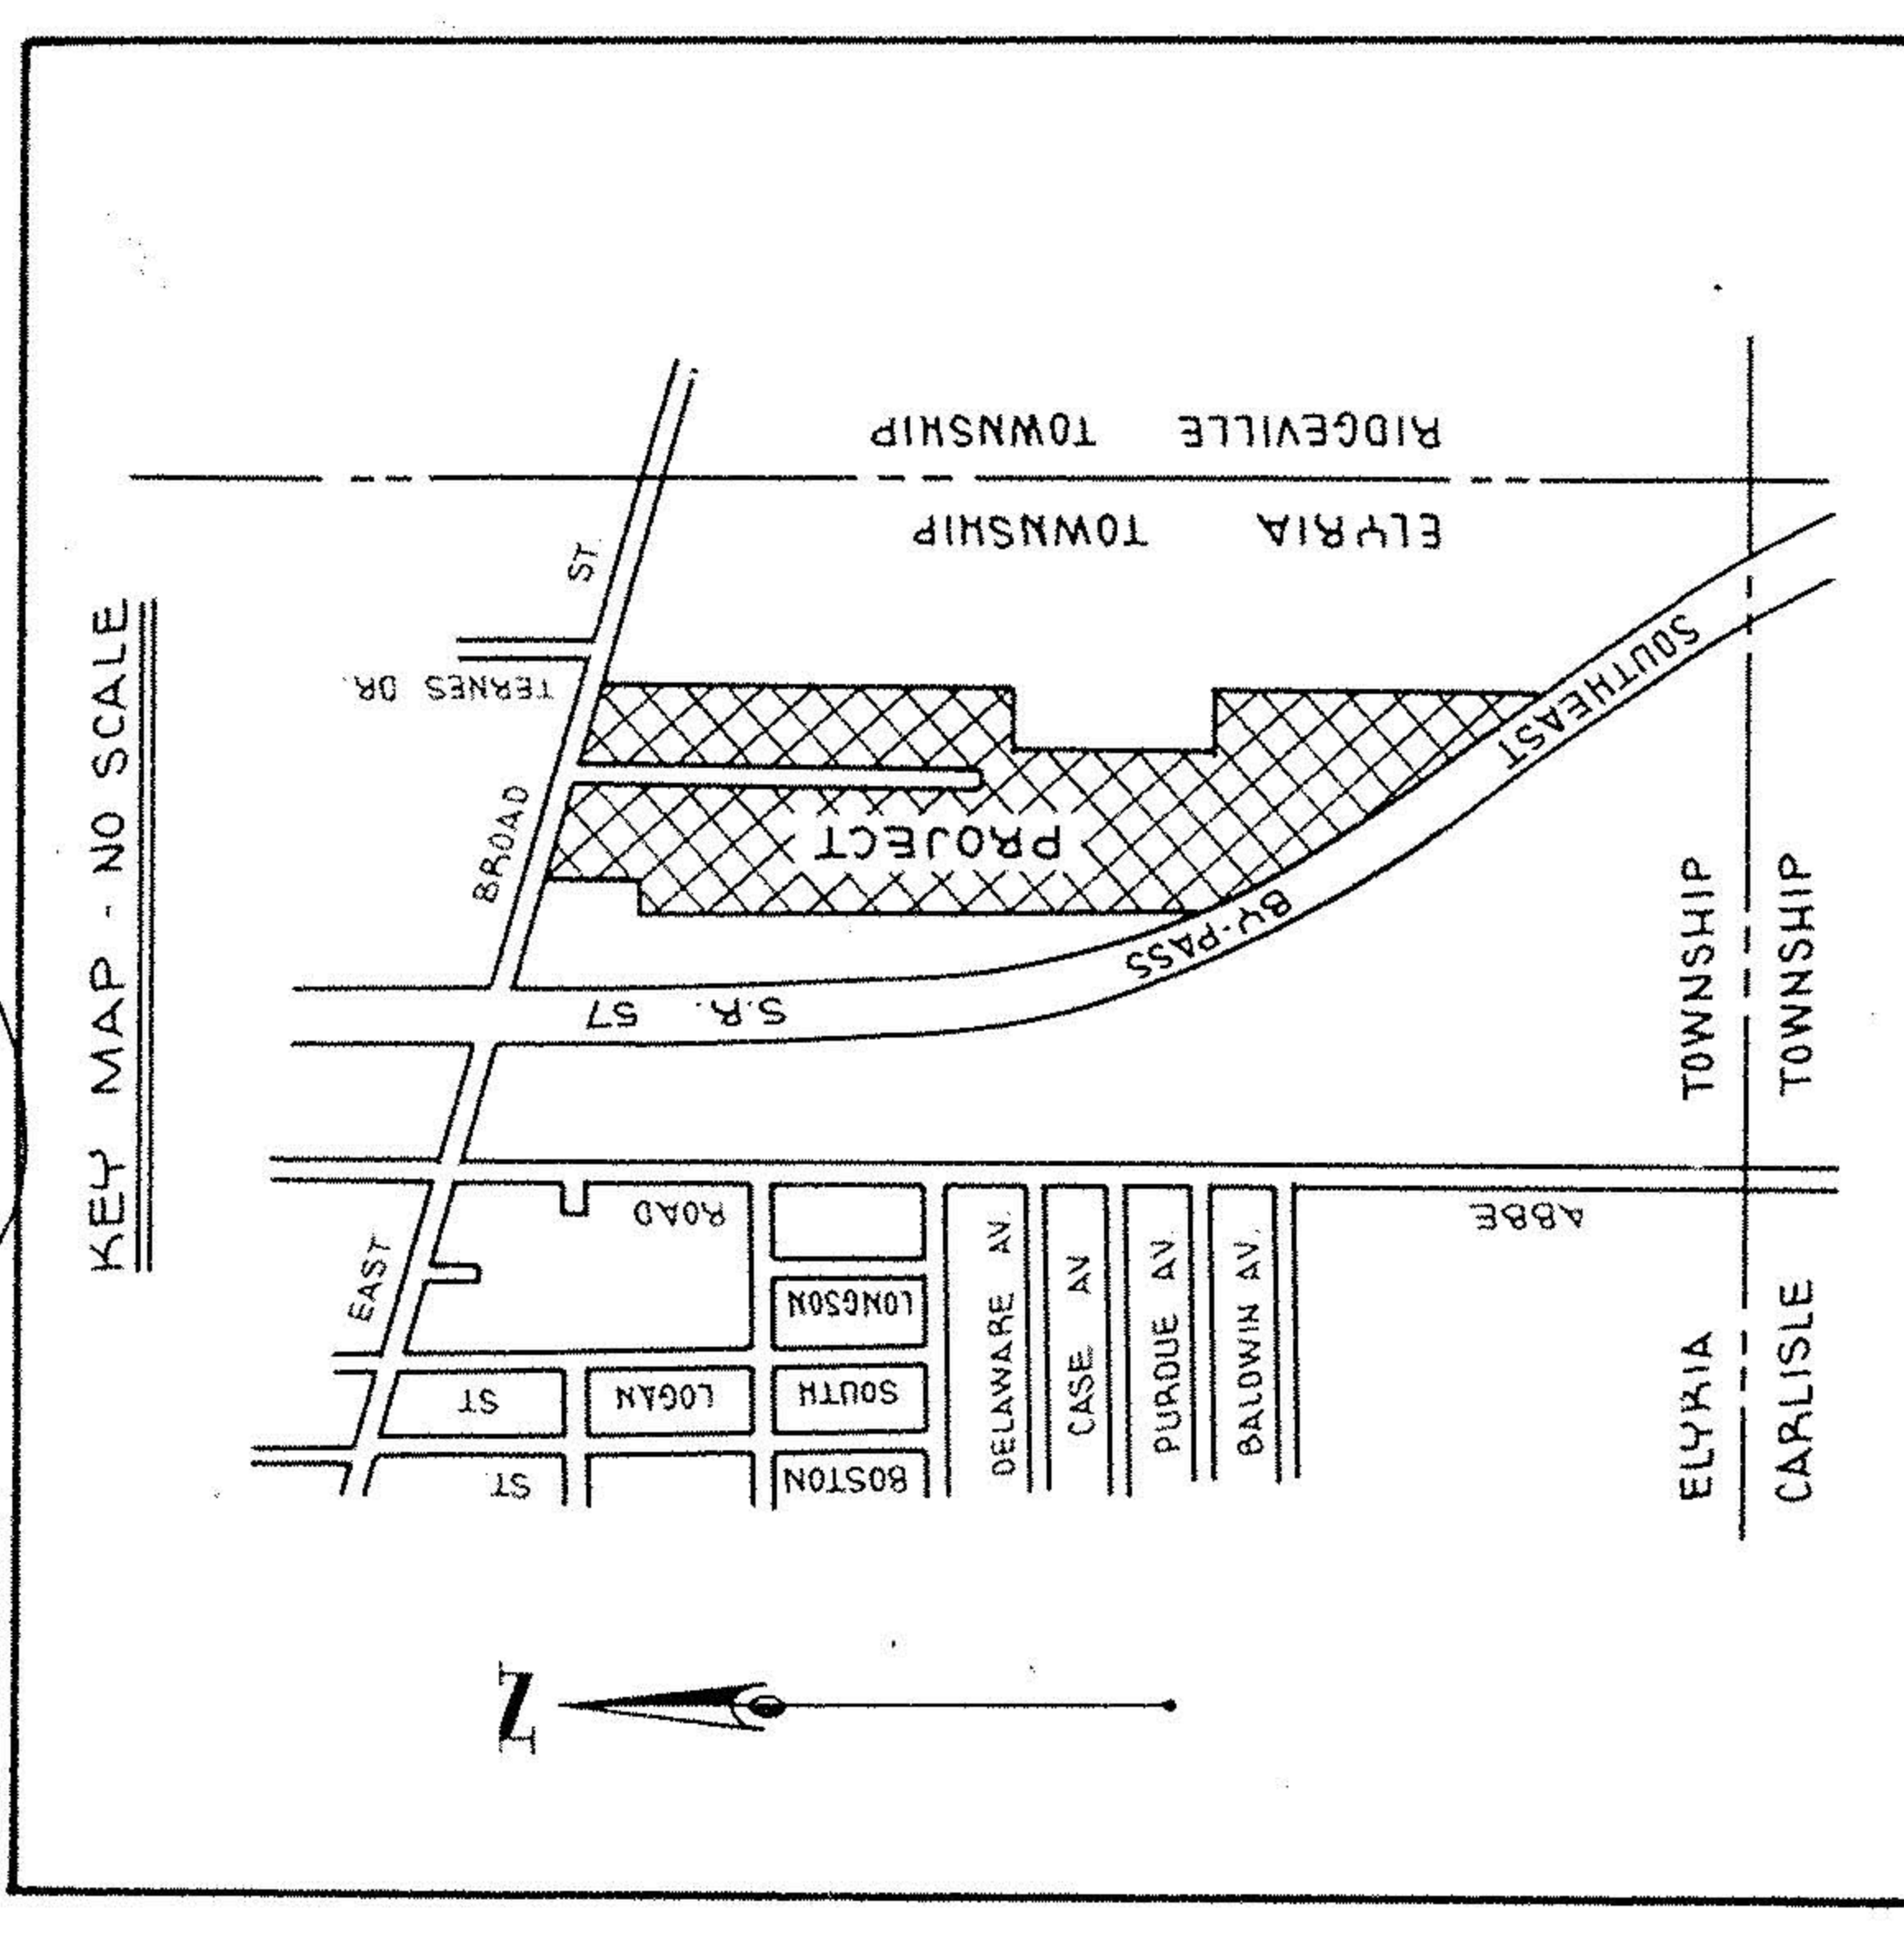 KEY MAP - NO SCALE
RIDGEVILLE TOWNSHIP
ELYRIA TOWNSHIP
EAST BROAD ST.
TERNES DR.
PROJECT
S.R. 57
SOUTHEAST BY-PASS
ABBE ROAD
LONGSON
SOUTH LOGAN ST
BOSTON ST.
DELAWARE AV.
CASE AV
PURDUE AV.
BALDWIN AV.
ELYRIA TOWNSHIP
CARLISLE TOWNSHIP
N